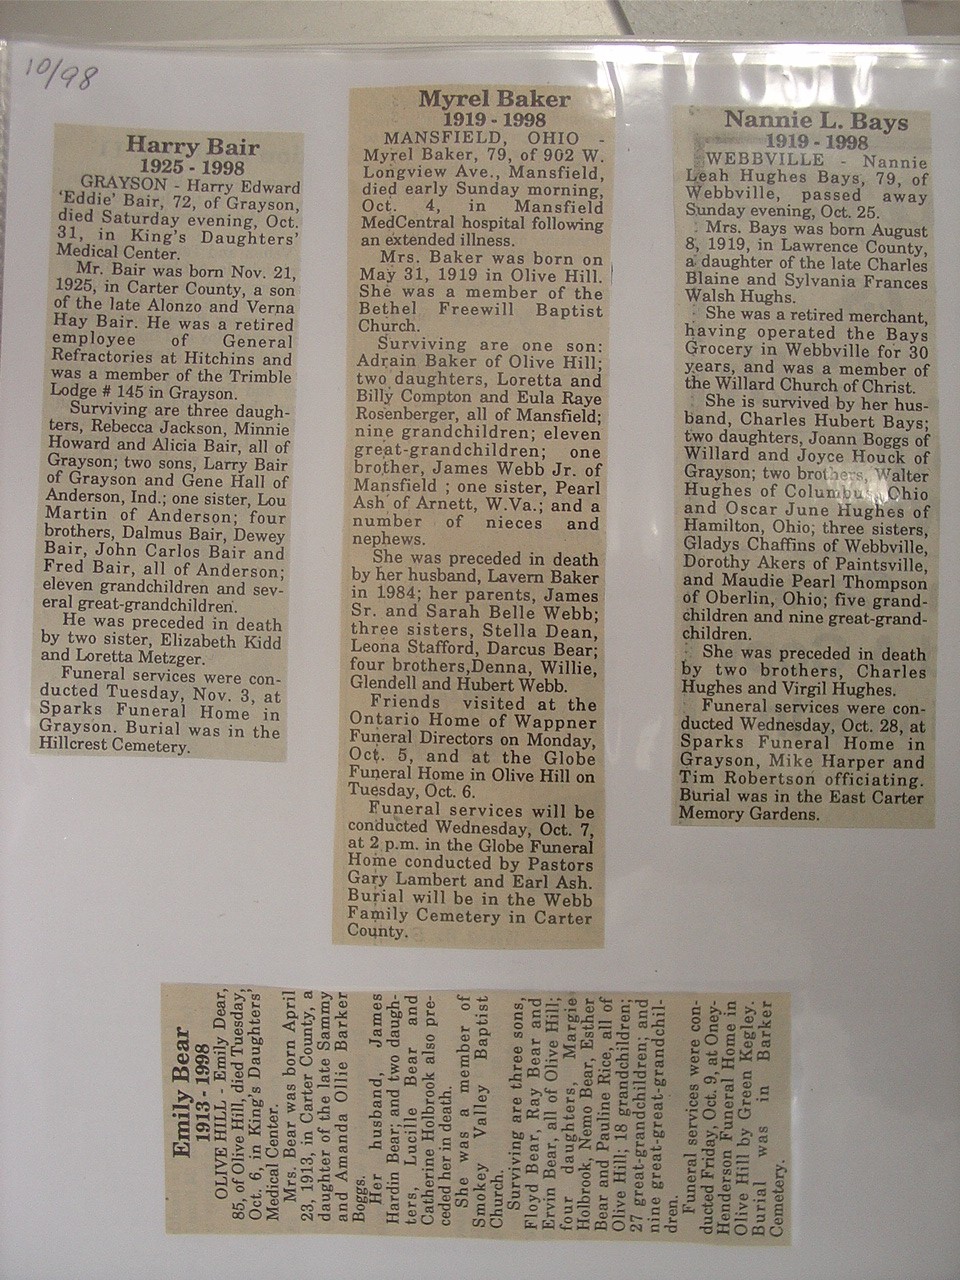 10/98
Harry Bair
1925 - 1998
GRAYSON - Harry Edward
'Eddie' Bair, 72, of Grayson,
died Saturday evening, Oct.
31, in King's Daughters'
Medical Center.
Mr. Bair was born Nov. 21,
1925, in Carter County, a son
of the late Alonzo and Verna
Hay Bair. He was a retired
employee of General
Refractories at Hitchins and
was a member of the Trimble
Lodge # 145 in Grayson.
Surviving are three daugh-
ters, Rebecca Jackson, Minnie
Howard and Alicia Bair, all of
Grayson; two sons, Larry Bair
of Grayson and Gene Hall of
Anderson, Ind.; one sister, Lou
Martin of Anderson; four
brothers, Dalmus Bair, Dewey
Bair, John Carlos Bair and
Fred Bair, all of Anderson;
eleven grandchildren and sev-
eral great-grandchildren.
He was preceded in death
by two sister, Elizabeth Kidd
and Loretta Metzger.
Funeral services were con-
ducted Tuesday, Nov. 3, at
Sparks Funeral Home in
Grayson. Burial was in the
Hillcrest Cemetery.
Myrel Baker
1919 - 1998
MANSFIELD, OHIO -
Myrel Baker, 79, of 902 W.
Longview Ave., Mansfield,
died early Sunday morning,
Oct. 4, in Mansfield
MedCentral hospital following
an extended illness.
Mrs. Baker was born on
May 31, 1919 in Olive Hill.
She was a member of the
Bethel Freewill Baptist
Church.
Surviving are one son:
Adrain Baker of Olive Hill;
two daughters, Loretta and
Billy Compton and Eula Raye
Rosenberger, all of Mansfield;
nine grandchildren; eleven
great-grandchildren; one
brother, James Webb Jr. of
Mansfield ; one sister, Pearl
Ash of Arnett, W.Va.; and a
number of nieces and
nephews.
She was preceded in death
by her husband, Lavern Baker
in 1984; her parents, James
Sr. and Sarah Belle Webb;
three sisters, Stella Dean,
Leona Stafford, Darcus Bear;
four brothers,Denna, Willie,
Glendell and Hubert Webb.
Friends visited at the
Ontario Home of Wappner
Funeral Directors on Monday,
Oct. 5, and at the Globe
Funeral Home in Olive Hill on
Tuesday, Oct. 6.
Funeral services will be
conducted Wednesday, Oct. 7,
at 2 p.m. in the Globe Funeral
Home conducted by Pastors
Gary Lambert and Earl Ash.
Burial will be in the Webb
Family Cemetery in Carter
County.
Nannie L. Bays
1919 - 1998
WEBBVILLE - Nannie
Leah Hughes Bays, 79, of
Webbville, passed away
Sunday evening, Oct. 25.
Mrs. Bays was born August
8, 1919, in Lawrence County,
a daughter of the late Charles
Blaine and Sylvania Frances
Walsh Hughs.
She was a retired merchant,
having operated the Bays
Grocery in Webbville for 30
years, and was a member of
the Willard Church of Christ.
She is survived by her hus-
band, Charles Hubert Bays;
two daughters, Joann Boggs of
Willard and Joyce Houck of
Grayson; two brothers, Walter
Hughes of Columbus, Ohio
and Oscar June Hughes of
Hamilton, Ohio; three sisters,
Gladys Chaffins of Webbville,
Dorothy Akers of Paintsville,
and Maudie Pearl Thompson
of Oberlin, Ohio; five grand-
children and nine great-grand-
children.
She was preceded in death
by two brothers, Charles
Hughes and Virgil Hughes.
Funeral services were con-
ducted Wednesday, Oct. 28, at
Sparks Funeral Home in
Grayson, Mike Harper and
Tim Robertson officiating.
Burial was in the East Carter
Memory Gardens.
Emily Bear
1913 - 1998
OLIVE HILL - Emily Dear,
85, of Olive Hill, died Tuesday,
Oct. 6, in King's Daughters'
Medical Center.
Mrs. Bear was born April
23, 1913, in Carter County, a
daughter of the late Sammy
and Amanda Ollie Barker
Boggs.
Her husband, James
Hardin Bear; and two daugh-
ters, Lucille Bear and
Catherine Holbrook also pre-
ceded her in death.
She was a member of
Smokey Valley Baptist
Church.
Surviving are three sons,
Floyd Bear, Ray Bear and
Ervin Bear, all of Olive Hill;
four daughters, Margie
Holbrook, Nemo Bear, Esther
Bear and Pauline Rice, all of
Olive Hill; 18 grandchildren;
27 great-grandchildren; and
nine great-great-grandchil-
dren.
Funeral services were con-
ducted Friday, Oct. 9, at Oney-
Henderson Funeral Home in
Olive Hill by Green Kegley.
Burial was in Barker
Cemetery.